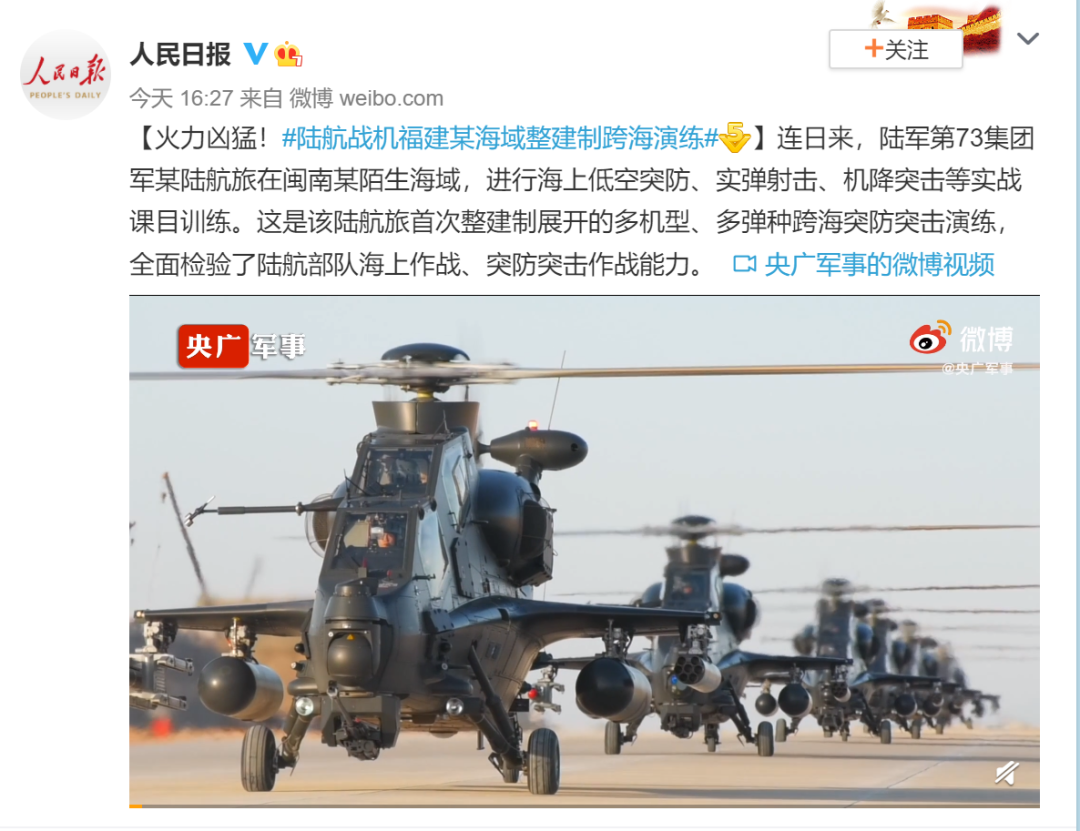 人民日报
人民日報
PEOPLE'S DAILY
+关注
今天 16:27 来自 微博 weibo.com
【火力凶猛！#陆航战机福建某海域整建制跨海演练#】连日来，陆军第73集团
军某陆航旅在闽南某陌生海域，进行海上低空突防、实弹射击、机降突击等实战
课目训练。这是该陆航旅首次整建制展开的多机型、多弹种跨海突防突击演练，
全面检验了陆航部队海上作战、突防突击作战能力。 央广军事的微博视频
央广军事
微博
@央广军事